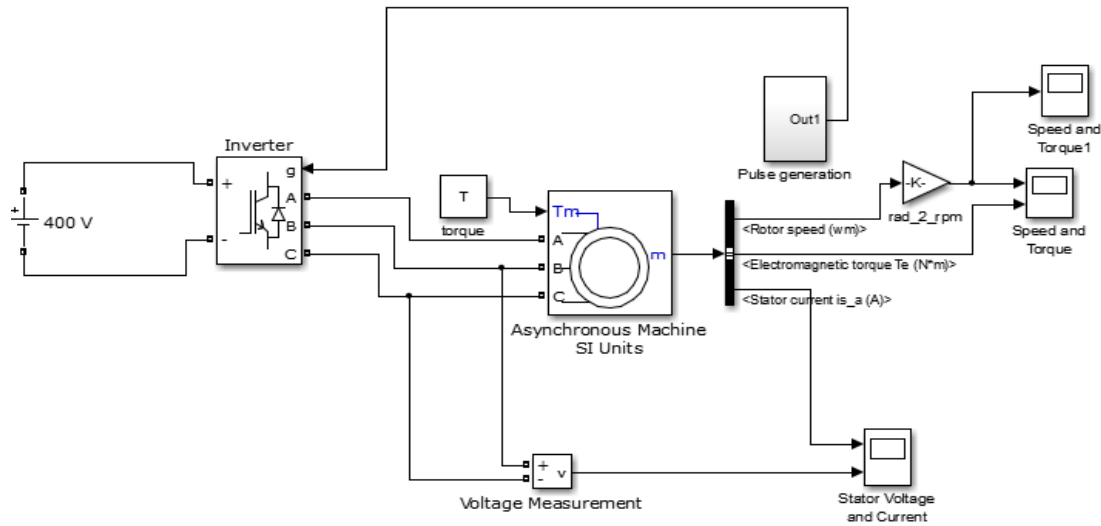 Out1
Speed and
Torque1
Inverter
Pulse generation
g
+
A
T
-K-
+
400 V
B
torque
Tm
rad_2_rpm
<Rotor speed (wm)>
Speed and
Torque
-
C
A
B
m
<Electromagnetic torque Te (N*m)>
C
<Stator current is_a (A)>
Asynchronous Machine
SI Units
+
-
v
Voltage Measurement
Stator Voltage
and Current